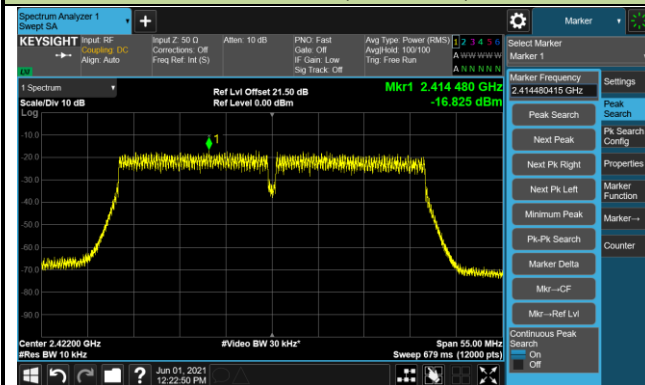 Spectrum Analyzer 1
Swept SA
+
Marker
KEYSIGHT
Input: RF
Coupling: DC
Align: Auto
Input Z: 50 Ω
Corrections: Off
Freq Ref: Int (S)
Atten: 10 dB
PNO: Fast
Gate: Off
IF Gain: Low
Sig Track: Off
Avg Type: Power (RMS)
Avg|Hold: 100/100
Trig: Free Run
1 2 3 4 5 6
A W W W W W
A N N N N N
Select Marker
Marker 1
LXI
1 Spectrum
Scale/Div 10 dB
Log
Ref Lvl Offset 21.50 dB
Ref Level 0.00 dBm
Mkr1 2.414 480 GHz
-16.825 dBm
-10.0
-20.0
-30.0
-40.0
-50.0
-60.0
-70.0
-80.0
-90.0
1
Center 2.42200 GHz
#Res BW 10 kHz
#Video BW 30 kHz*
Span 55.00 MHz
Sweep 679 ms (12000 pts)
Jun 01, 2021
12:22:50 PM
Marker Frequency
2.414480415 GHz
Peak Search
Next Peak
Next Pk Right
Next Pk Left
Minimum Peak
Pk-Pk Search
Marker Delta
Mkr→CF
Mkr→Ref Lvl
Continuous Peak
Search
On
Off
Settings
Peak
Search
Pk Search
Config
Properties
Marker
Function
Marker→
Counter